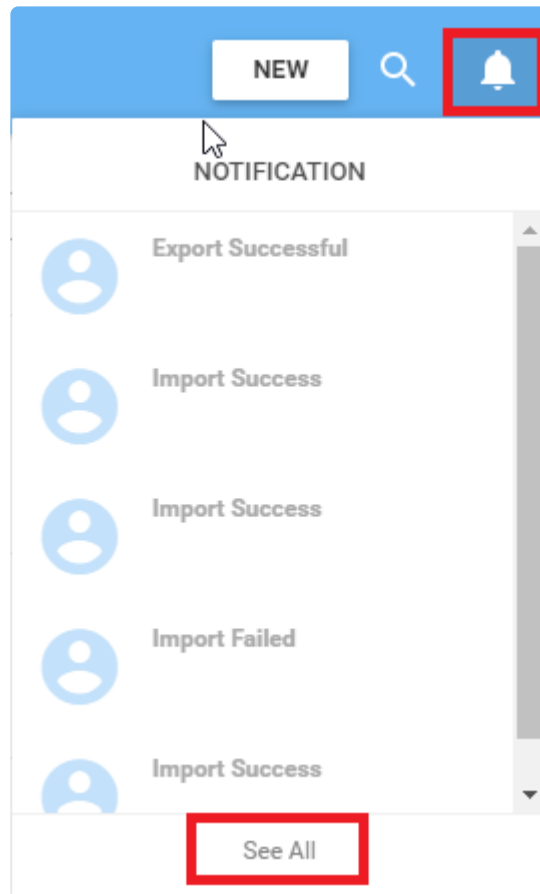 NEW
NOTIFICATION
Export Successful
Import Success
Import Success
Import Failed
Import Success
See All